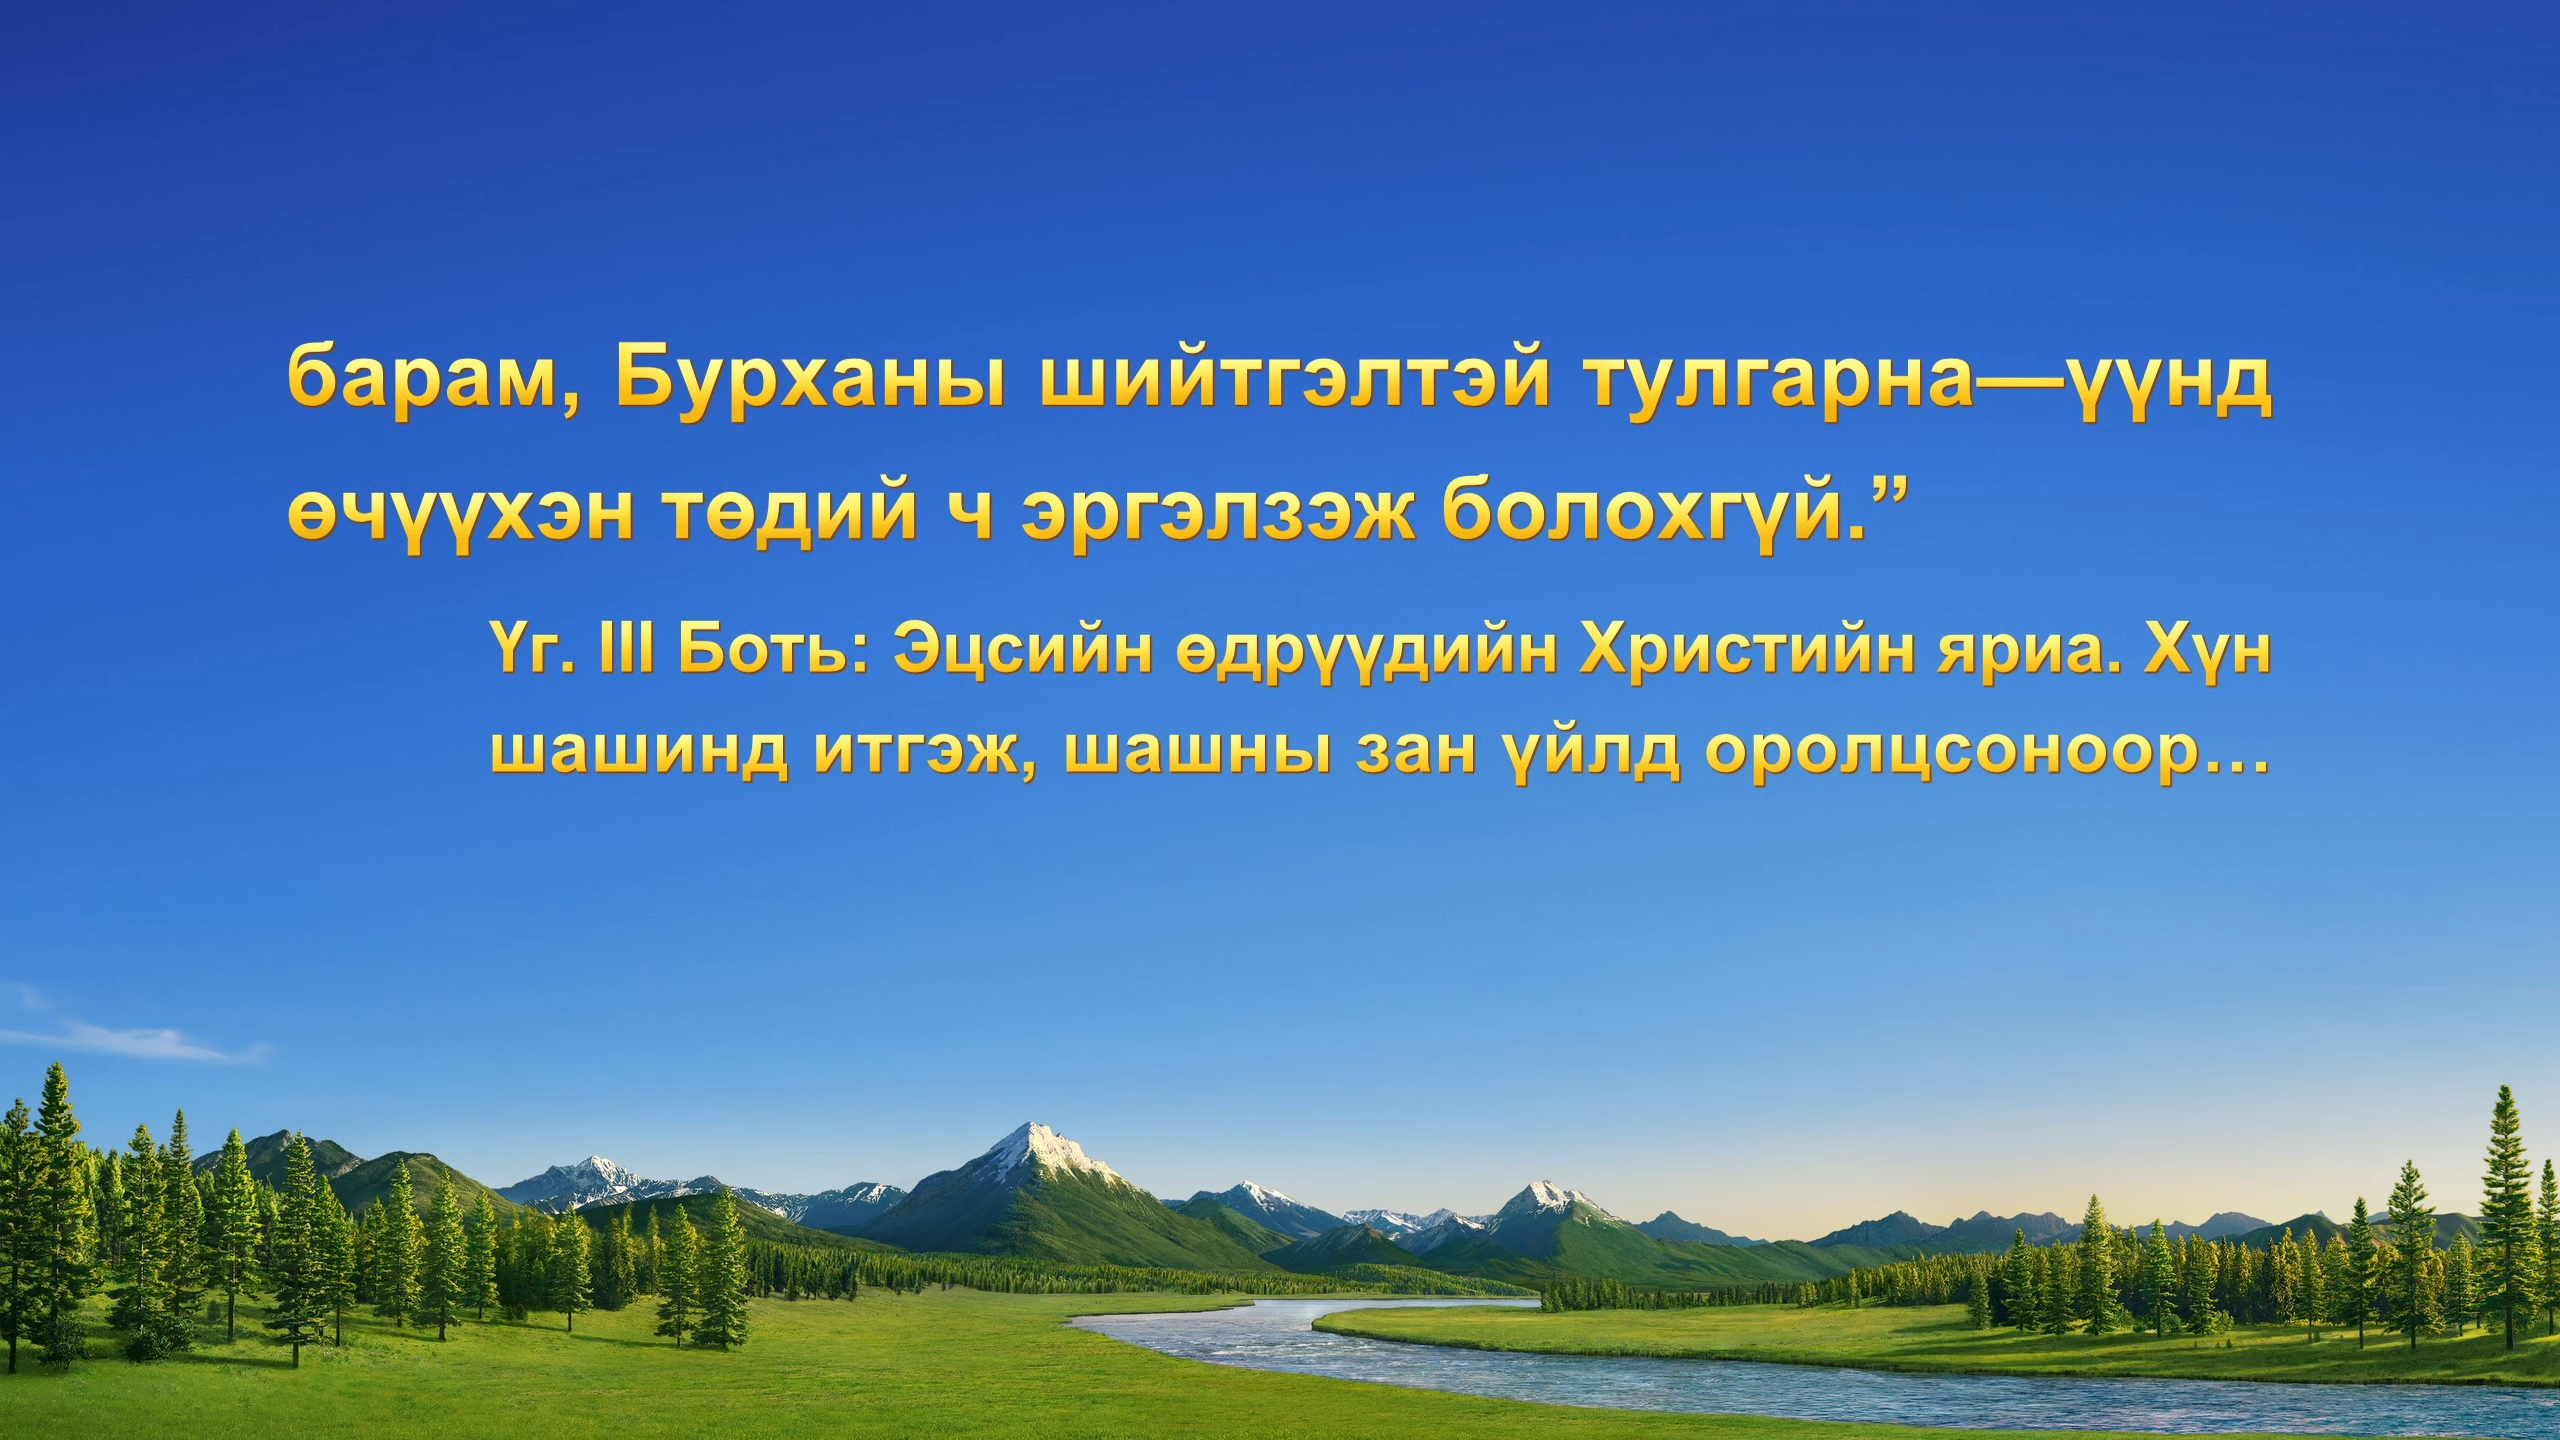 барам, Бурханы шийтгэлтэй тулгарна—үүнд
өчүүхэн төдий ч эргэлзэж болохгүй.”
Үг. III Боть: Эцсийн өдрүүдийн Христийн яриа. Хүн
шашинд итгэж, шашны зан үйлд оролцсоноор…